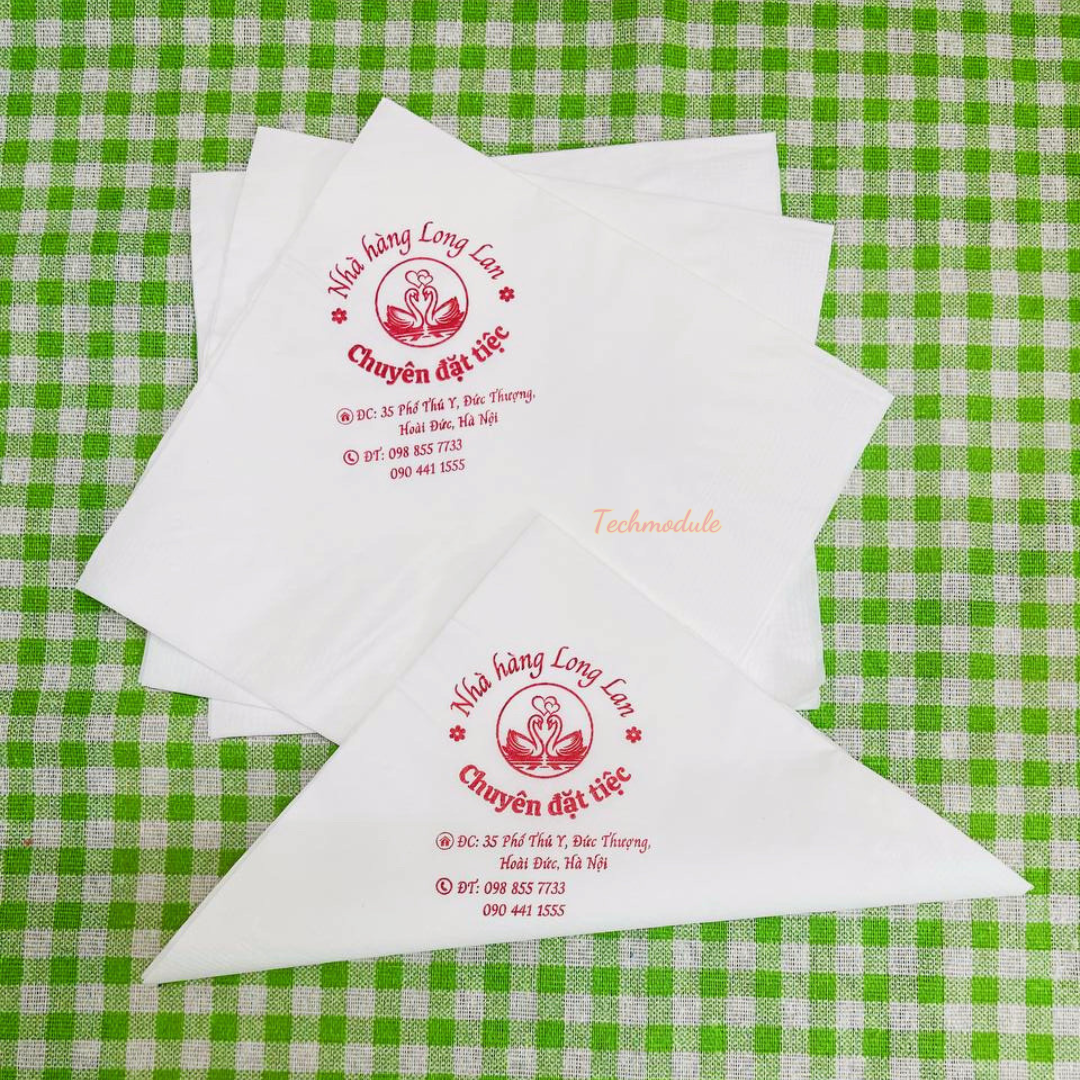 Nhà hàng Long Lan
Chuyên đặt tiệc
ĐC: 35 Phố Thú Y, Đức Thượng,
Hoài Đức, Hà Nội
ĐT: 098 855 7733
090 441 1555
Techmodule
Nhà hàng Long Lan
Chuyên đặt tiệc
ĐC: 35 Phố Thú Y, Đức Thượng,
Hoài Đức, Hà Nội
ĐT: 098 855 7733
090 441 1555